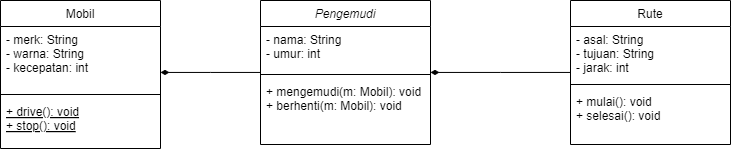 Mobil
- merk: String
- warna: String
- kecepatan: int
+ drive(): void
+ stop(): void
Pengemudi
- nama: String
- umur: int
+ mengemudi(m: Mobil): void
+ berhenti(m: Mobil): void
Rute
- asal: String
- tujuan: String
- jarak: int
+ mulai(): void
+ selesai(): void